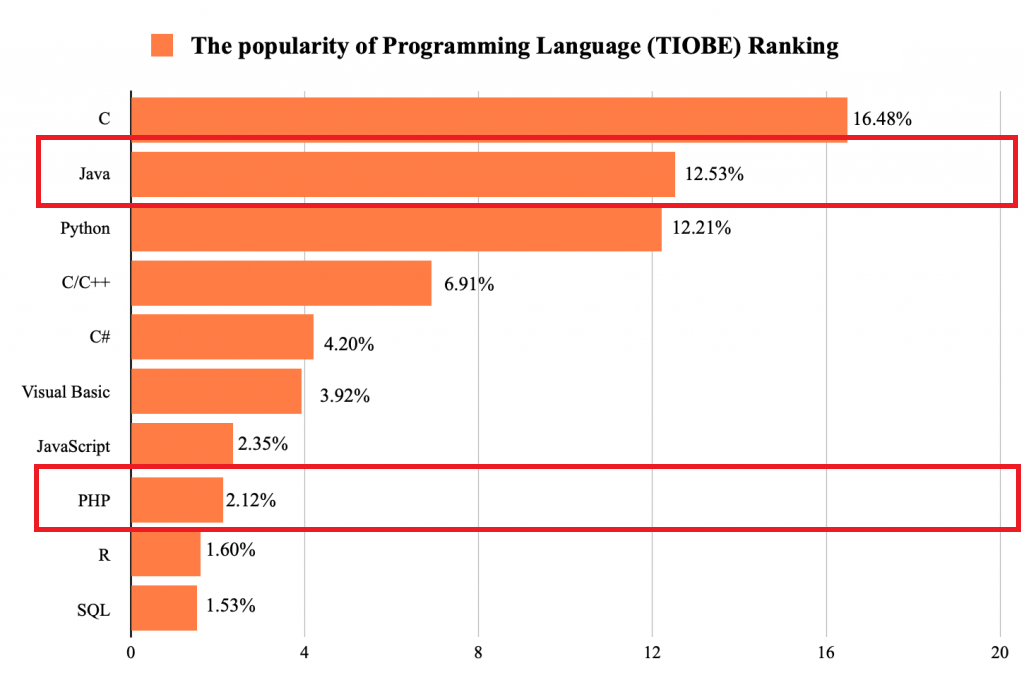 The popularity of Programming Language (TIOBE) Ranking
C 16.48%
Java 12.53%
Python 12.21%
C/C++ 6.91%
C# 4.20%
Visual Basic 3.92%
JavaScript 2.35%
PHP 2.12%
R 1.60%
SQL 1.53%
0 4 8 12 16 20